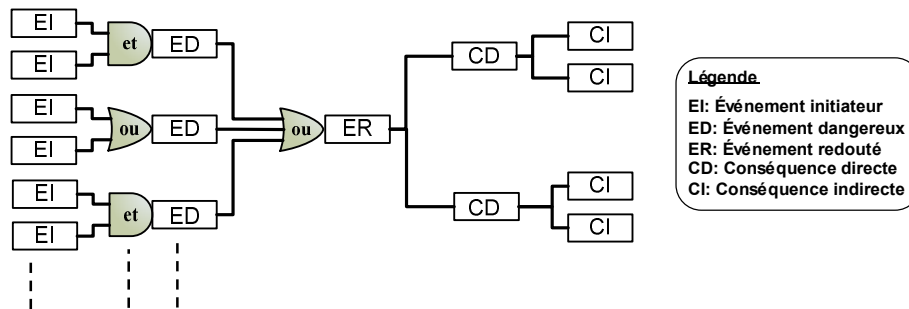 EI
EI
et
ED
EI
EI
ou
ED
EI
EI
et
ED
ou
ER
CD
CI
CI
CD
CI
CI
Légende
EI: Événement initiateur
ED: Événement dangereux
ER: Événement redouté
CD: Conséquence directe
CI: Conséquence indirecte